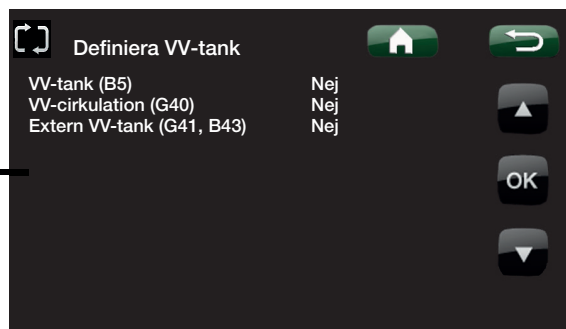 Definiera VV-tank
VV-tank (B5) Nej
VV-cirkulation (G40) Nej
Extern VV-tank (G41, B43) Nej
OK